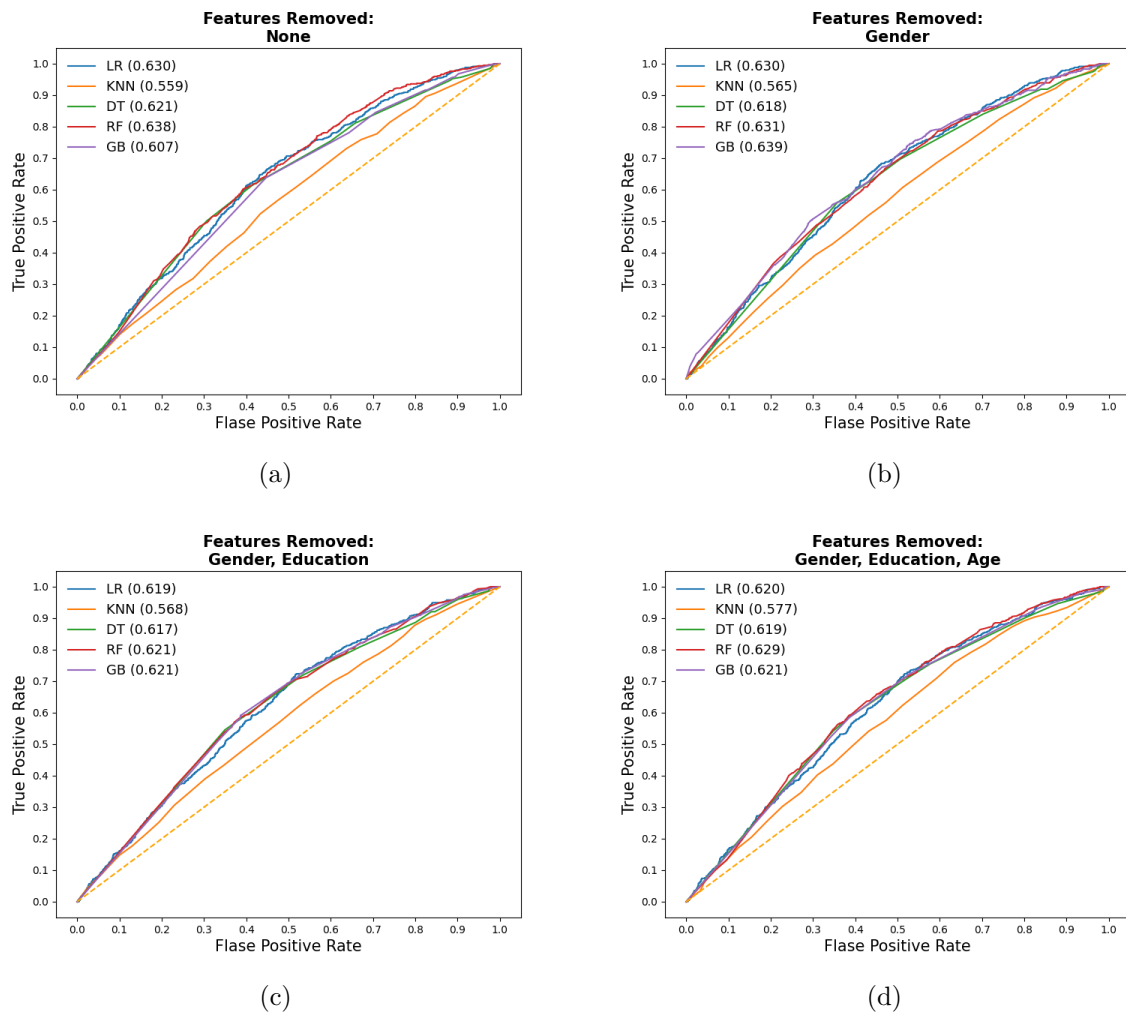 Features Removed:
None
LR (0.630)
KNN (0.559)
DT (0.621)
RF (0.638)
GB (0.607)
True Positive Rate
1.0
0.9
0.8
0.7
0.6
0.5
0.4
0.3
0.2
0.1
0.0
0.0 0.1 0.2 0.3 0.4 0.5 0.6 0.7 0.8 0.9 1.0
Flase Positive Rate
(a)
Features Removed:
Gender
LR (0.630)
KNN (0.565)
DT (0.618)
RF (0.631)
GB (0.639)
True Positive Rate
1.0
0.9
0.8
0.7
0.6
0.5
0.4
0.3
0.2
0.1
0.0
0.0 0.1 0.2 0.3 0.4 0.5 0.6 0.7 0.8 0.9 1.0
Flase Positive Rate
(b)
Features Removed:
Gender, Education
LR (0.619)
KNN (0.568)
DT (0.617)
RF (0.621)
GB (0.621)
True Positive Rate
1.0
0.9
0.8
0.7
0.6
0.5
0.4
0.3
0.2
0.1
0.0
0.0 0.1 0.2 0.3 0.4 0.5 0.6 0.7 0.8 0.9 1.0
Flase Positive Rate
(c)
Features Removed:
Gender, Education, Age
LR (0.620)
KNN (0.577)
DT (0.619)
RF (0.629)
GB (0.621)
True Positive Rate
1.0
0.9
0.8
0.7
0.6
0.5
0.4
0.3
0.2
0.1
0.0
0.0 0.1 0.2 0.3 0.4 0.5 0.6 0.7 0.8 0.9 1.0
Flase Positive Rate
(d)